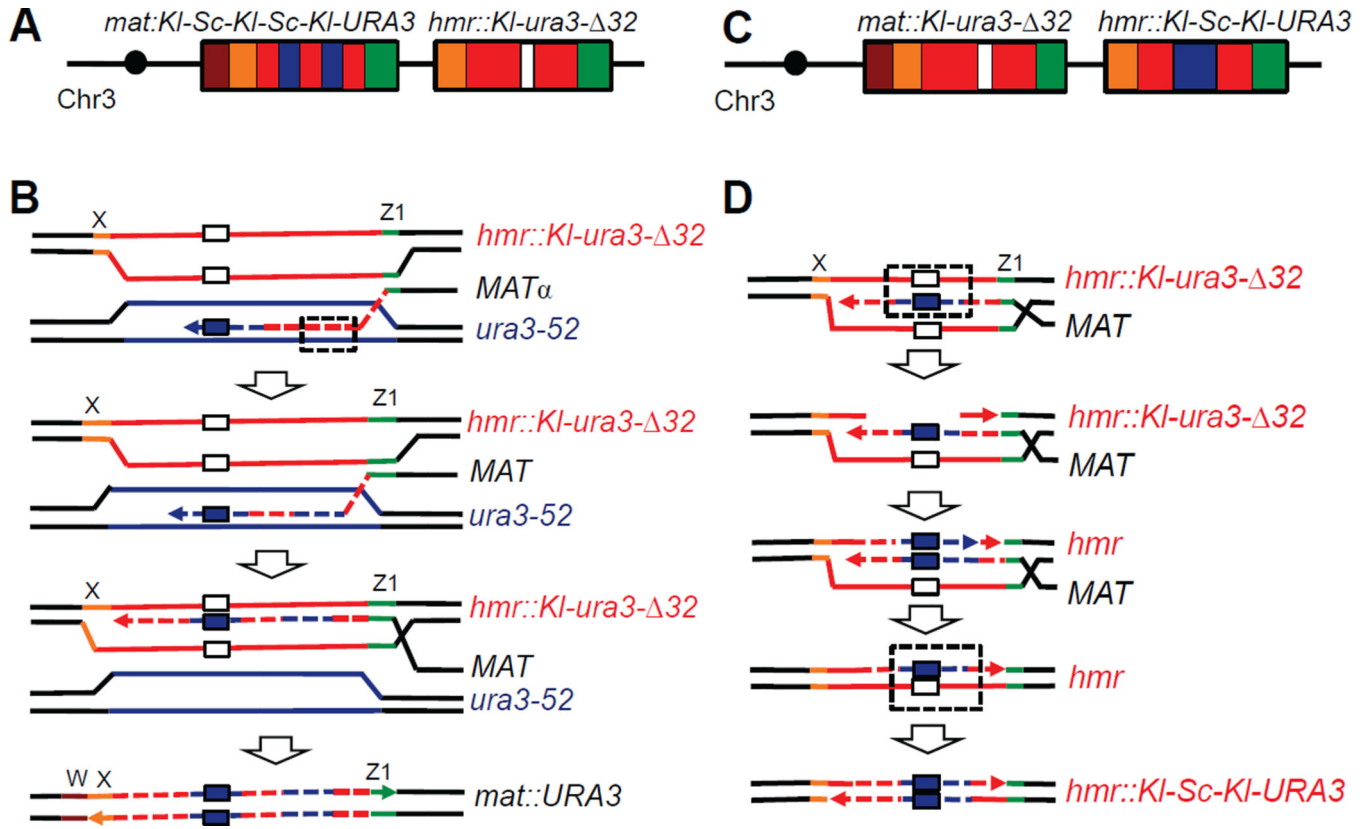 A
mat:Kl-Sc-Kl-Sc-Kl-URA3
hmr::Kl-ura3-Δ32
Chr3
B
X
Z1
hmr::Kl-ura3-Δ32
MATα
ura3-52
X
Z1
hmr::Kl-ura3-Δ32
MAT
ura3-52
X
Z1
hmr::Kl-ura3-Δ32
MAT
ura3-52
W X
Z1
mat::URA3
C
mat::Kl-ura3-Δ32
hmr::Kl-Sc-Kl-URA3
Chr3
D
X
Z1
hmr::Kl-ura3-Δ32
MAT
hmr::Kl-ura3-Δ32
MAT
hmr
MAT
hmr
hmr::Kl-Sc-Kl-URA3